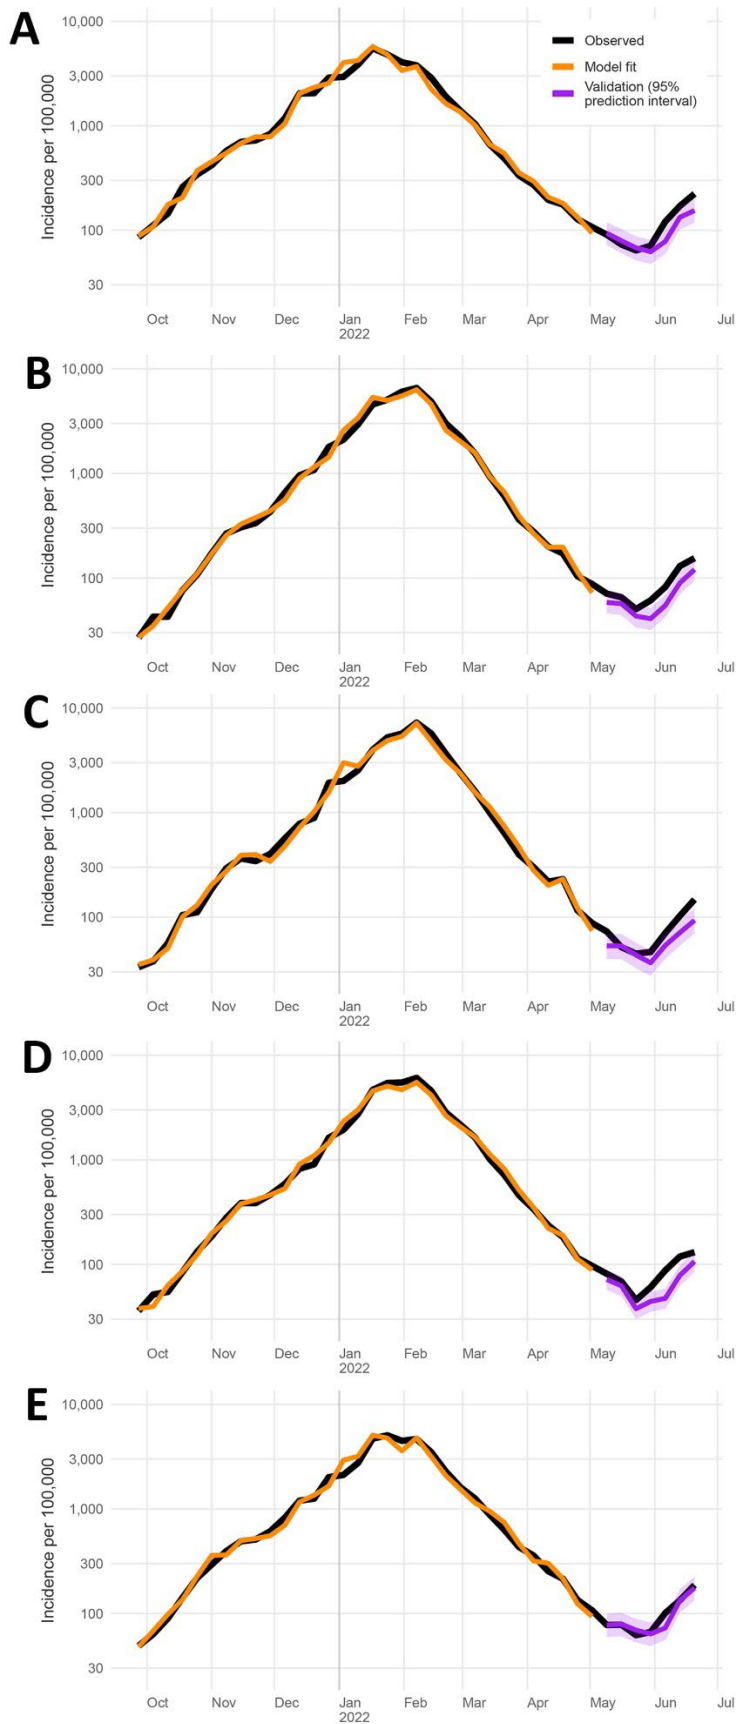 A
10,000
3,000
1,000
300
100
30
Incidence per 100,000
Observed
Model fit
Validation (95%
prediction interval)
Oct Nov Dec Jan Feb Mar Apr May Jun Jul
2022
B
10,000
3,000
1,000
300
100
30
Incidence per 100,000
Oct Nov Dec Jan Feb Mar Apr May Jun Jul
2022
C
10,000
3,000
1,000
300
100
30
Incidence per 100,000
Oct Nov Dec Jan Feb Mar Apr May Jun Jul
2022
D
10,000
3,000
1,000
300
100
30
Incidence per 100,000
Oct Nov Dec Jan Feb Mar Apr May Jun Jul
2022
E
10,000
3,000
1,000
300
100
30
Incidence per 100,000
Oct Nov Dec Jan Feb Mar Apr May Jun Jul
2022